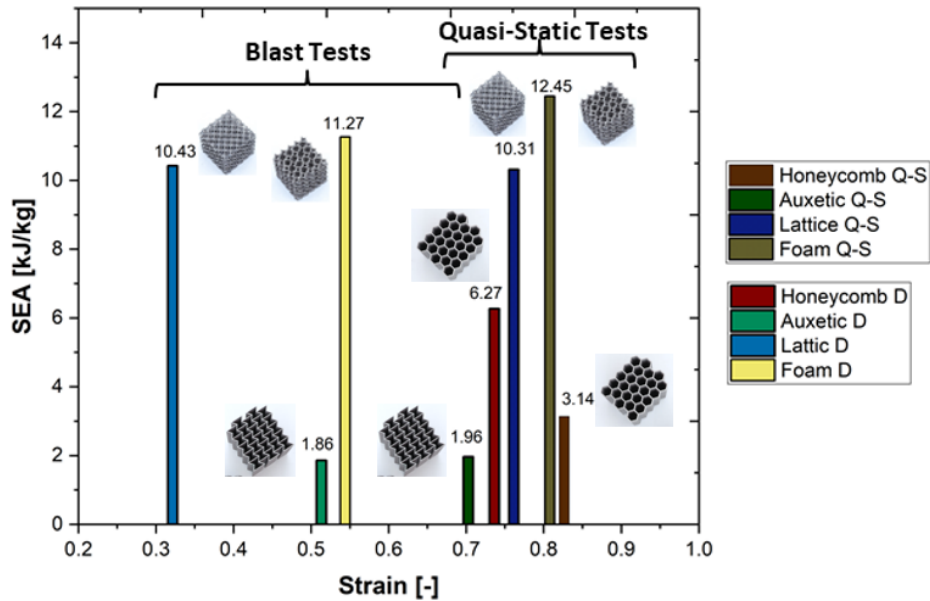 Quasi-Static Tests
Blast Tests
SEA [kJ/kg]
14
12
10
8
6
4
2
0
10.43
11.27
12.45
10.31
6.27
3.14
1.86
1.96
0.2 0.3 0.4 0.5 0.6 0.7 0.8 0.9 1.0
Strain [-]
Honeycomb Q-S
Auxetic Q-S
Lattice Q-S
Foam Q-S
Honeycomb D
Auxetic D
Lattic D
Foam D